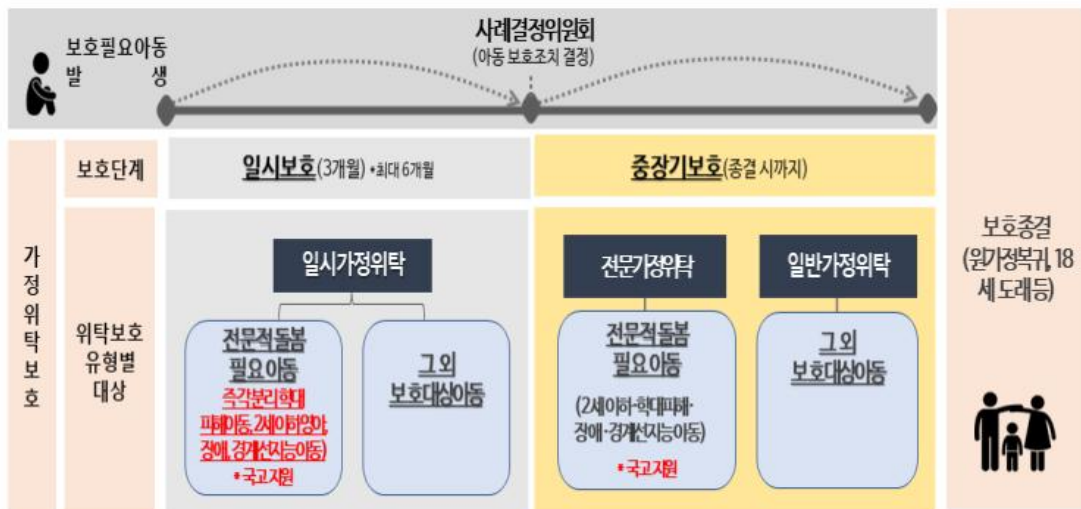 보호필요아동
발 생
사례결정위원회
(아동 보호조치 결정)
보호단계
일시보호(3개월) *최대 6개월
중장기보호(종결 시까지)
보호종결
(원가정복귀, 18
세 도래 등)
가정위탁보호
위탁보호
유형별
대상
일시가정위탁
전문적 돌봄
필요 아동
즉각분리학대
피해아동, 2세이하영아,
장애, 경계선지능아동)
* 국고지원
그 외
보호대상아동
전문가정위탁
전문적 돌봄
필요 아동
(2세이하·학대피해·
장애·경계선지능아동)
* 국고지원
일반가정위탁
그 외
보호대상아동